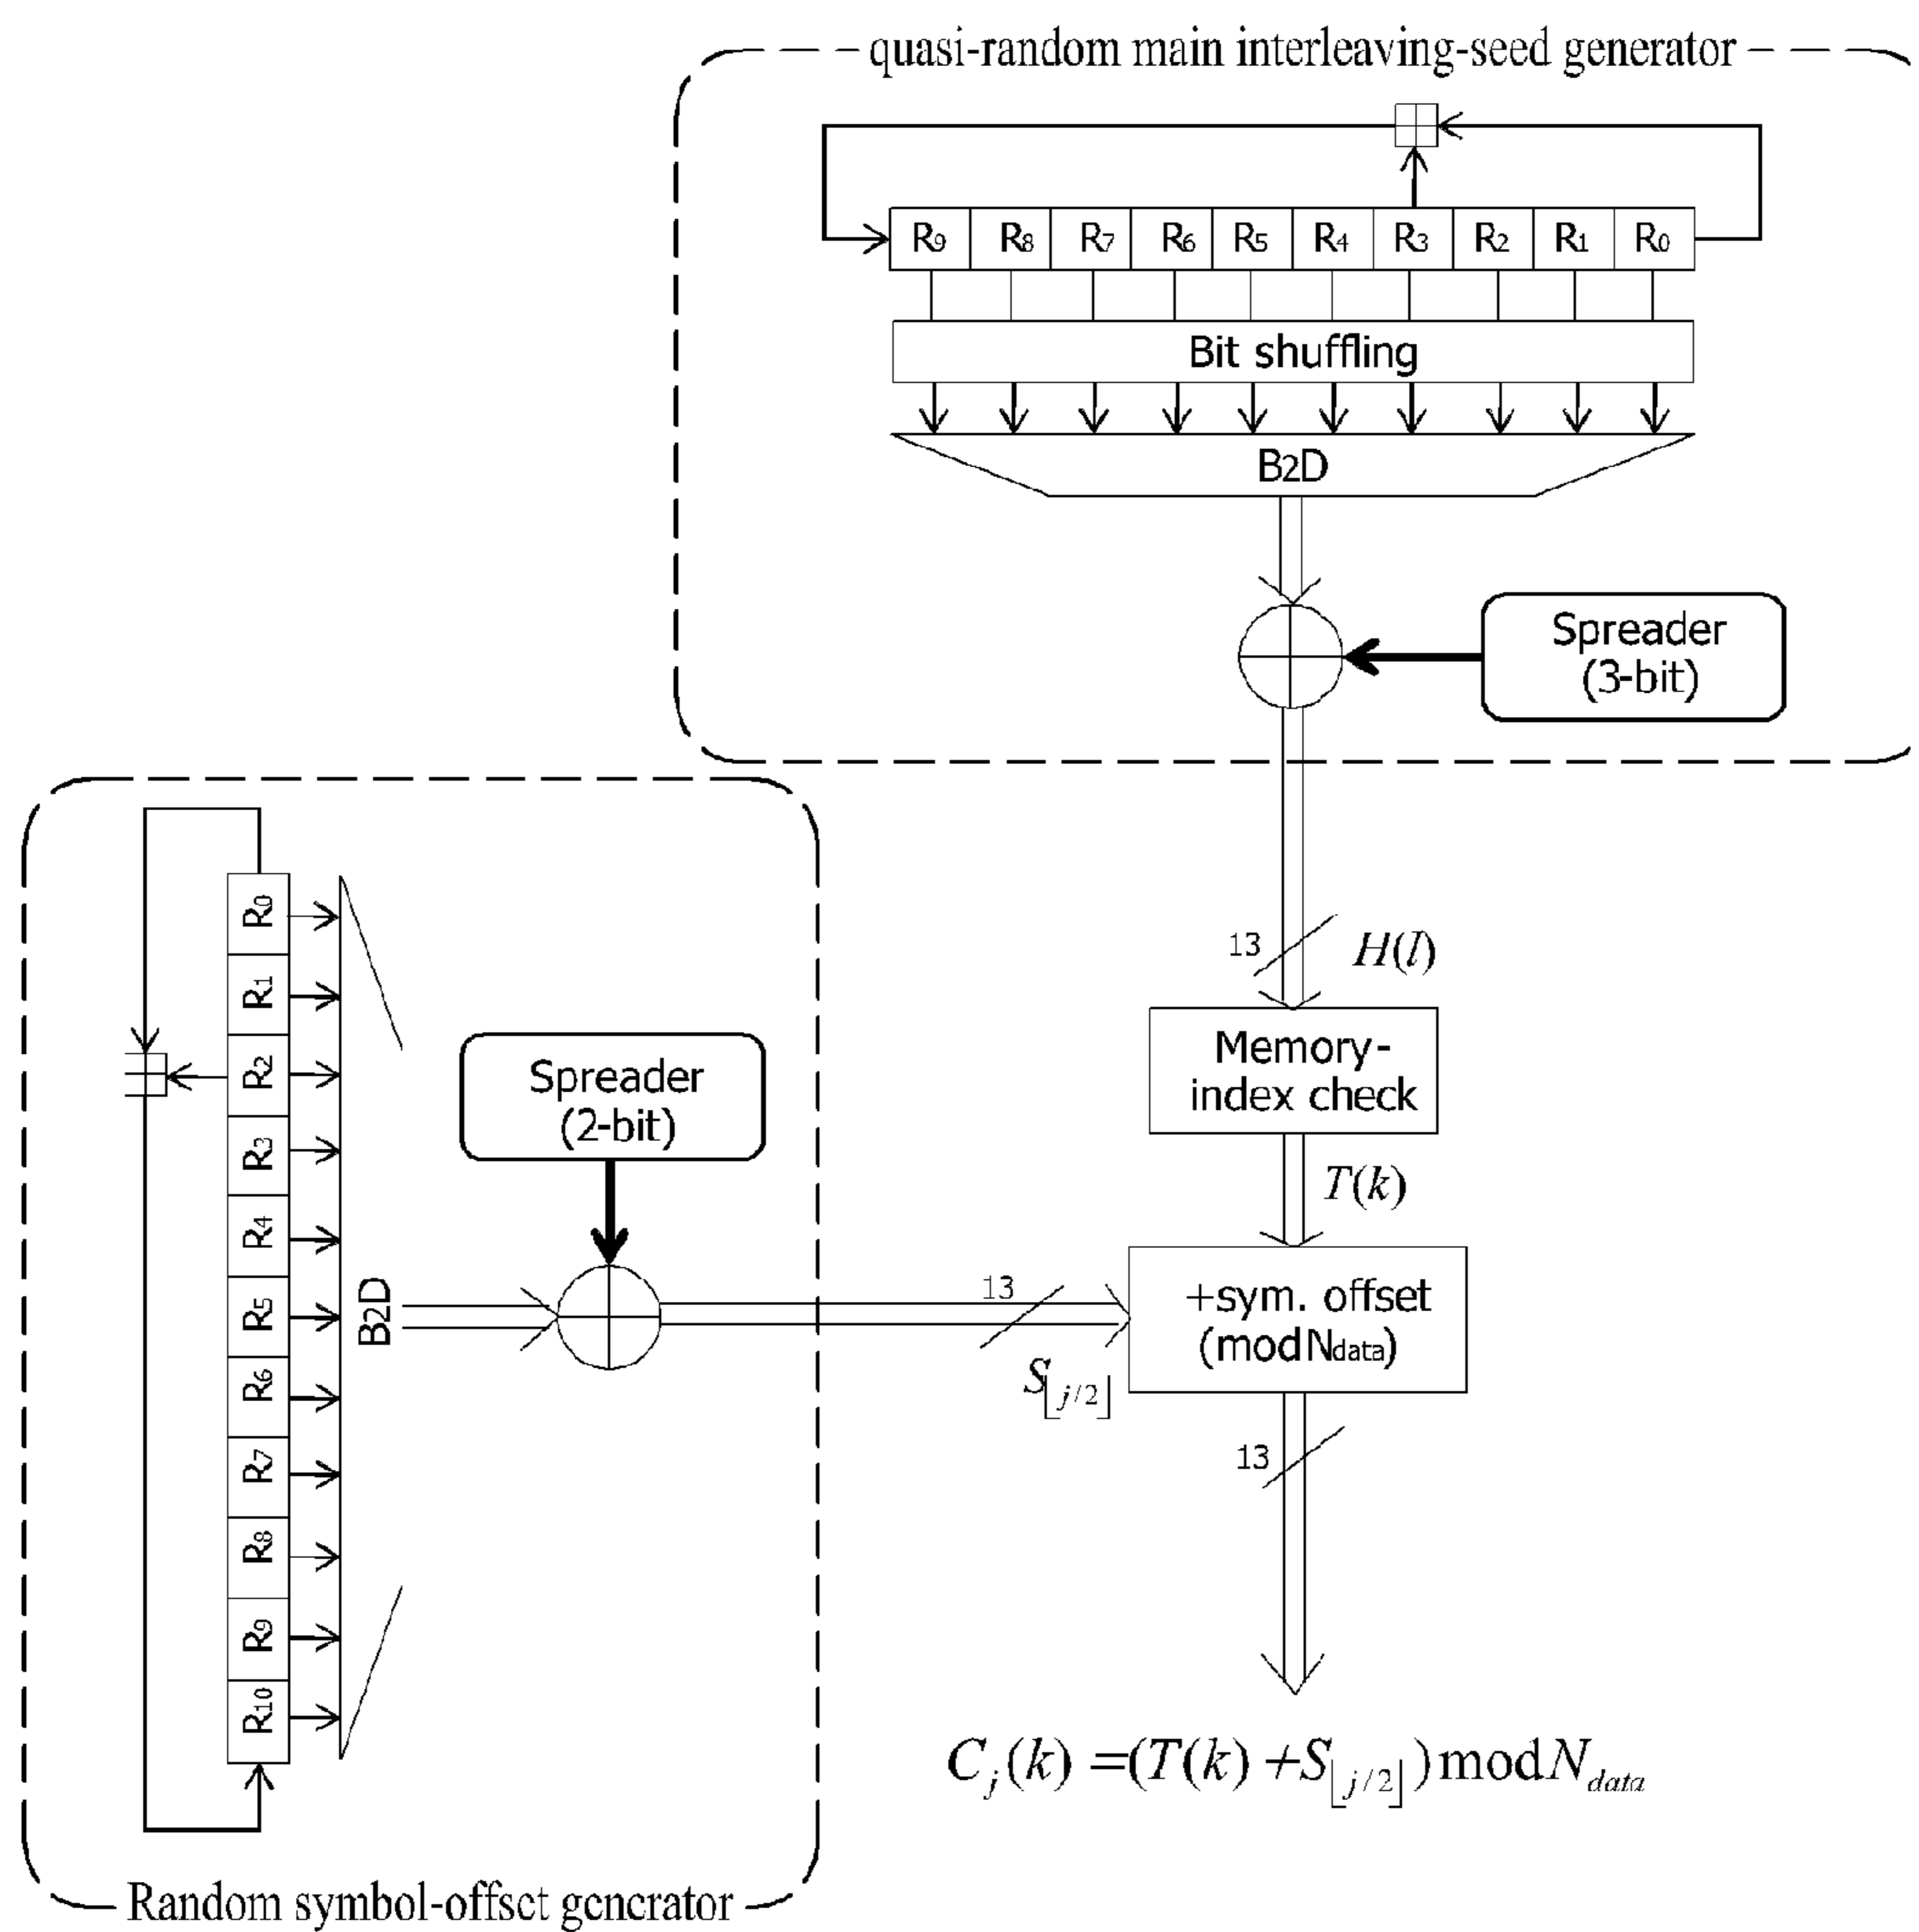 quasi-random main interleaving-seed generator
R9 R8 R7 R6 R5 R4 R3 R2 R1 R0
Bit shuffling
B2D
Spreader
(3-bit)
13 H(l)
Memory-
index check
T(k)
+sym. offset
(modNdata)
13
R0
R1
R2
R3
R4
R5
R6
R7
R8
R9
R10
B2D
Spreader
(2-bit)
13
S⌊j/2⌋
Cj(k) =(T(k) +S⌊j/2⌋) mod Ndata
Random symbol-offset generator